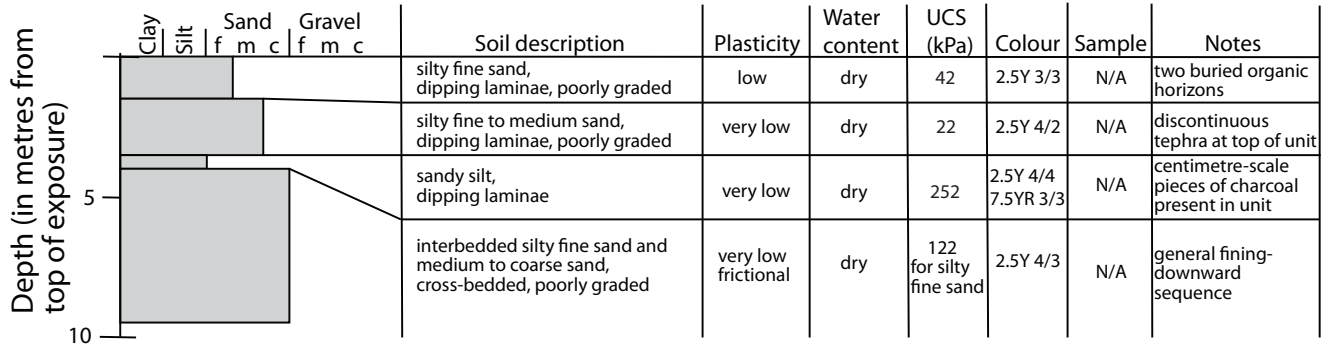 Depth (in metres from
top of exposure)
5
10
Clay
Silt
Sand
f m c
Gravel
f m c
Soil description
Plasticity
Water
content
UCS
(kPa)
Colour
Sample
Notes
silty fine sand,
dipping laminae, poorly graded
low
dry
42
2.5Y 3/3
N/A
two buried organic
horizons
silty fine to medium sand,
dipping laminae, poorly graded
very low
dry
22
2.5Y 4/2
N/A
discontinuous
tephra at top of unit
sandy silt,
dipping laminae
very low
dry
252
2.5Y 4/4
7.5YR 3/3
N/A
centimetre-scale
pieces of charcoal
present in unit
interbedded silty fine sand and
medium to coarse sand,
cross-bedded, poorly graded
very low
frictional
dry
122
for silty
fine sand
2.5Y 4/3
N/A
general fining-
downward
sequence